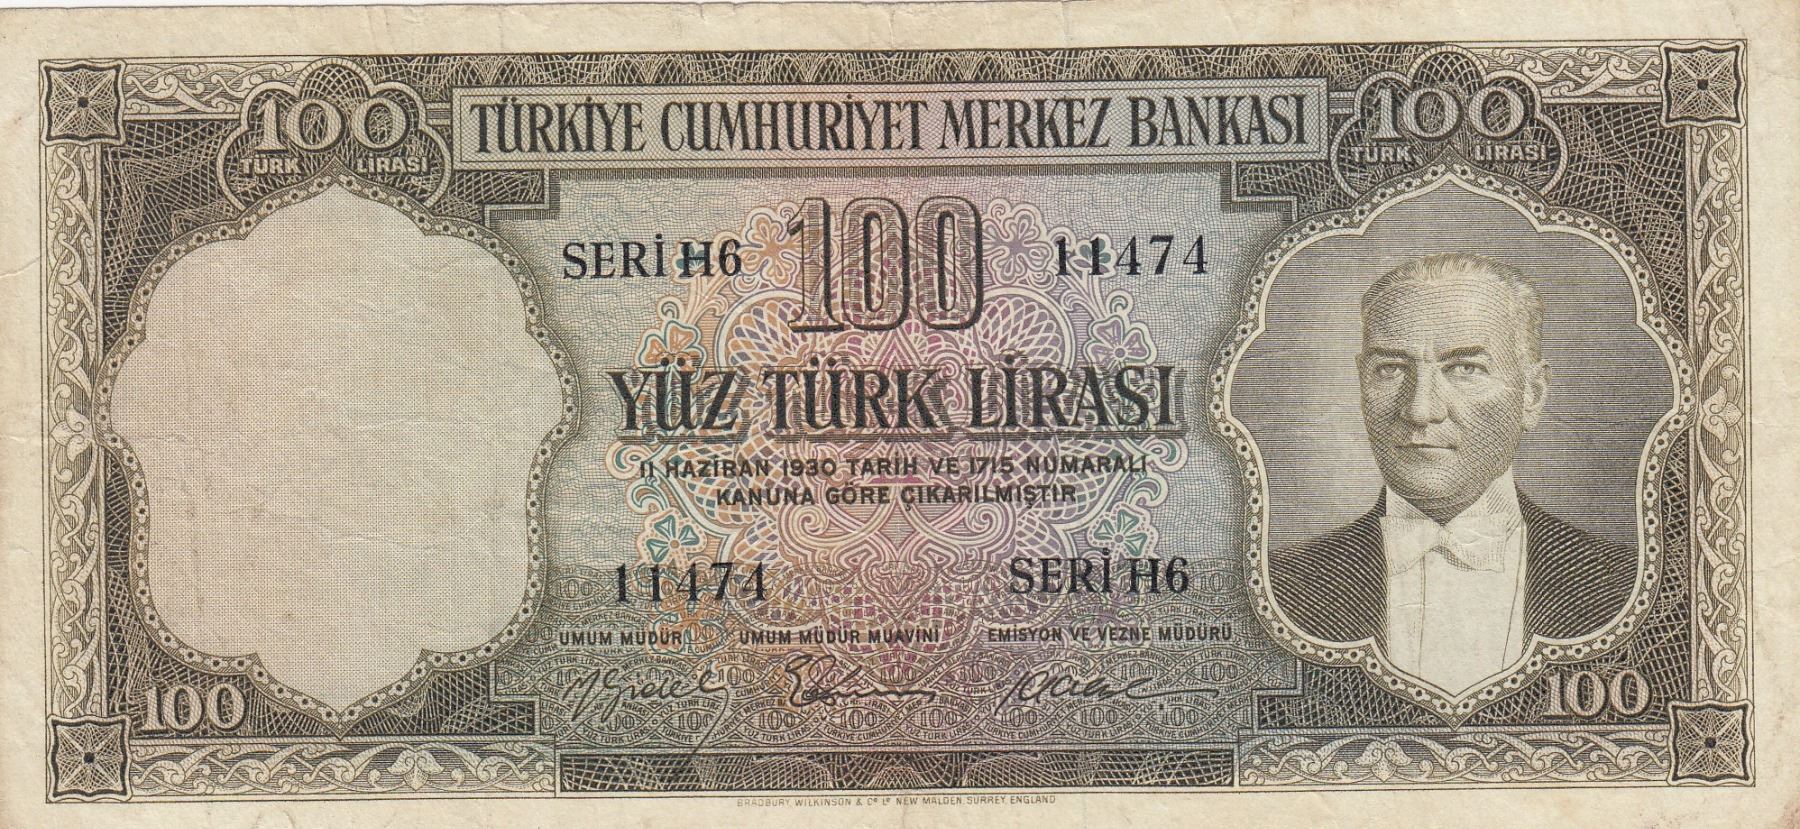 100
TÜRK LİRASI
TÜRKİYE CUMHURİYET MERKEZ BANKASI
100
TÜRK LİRASI
SERİ H6
100
11474
YÜZ TÜRK LİRASI
11 HAZİRAN 1930 TARİH VE 1715 NUMARALI
KANUNA GÖRE ÇIKARILMIŞTIR
11474
SERİ H6
UMUM MÜDÜR
UMUM MÜDÜR MUAVİNİ
EMİSYON VE VEZNE MÜDÜRÜ
100
100
BRADBURY, WILKINSON & Cº Lº NEW MALDEN, SURREY, ENGLAND